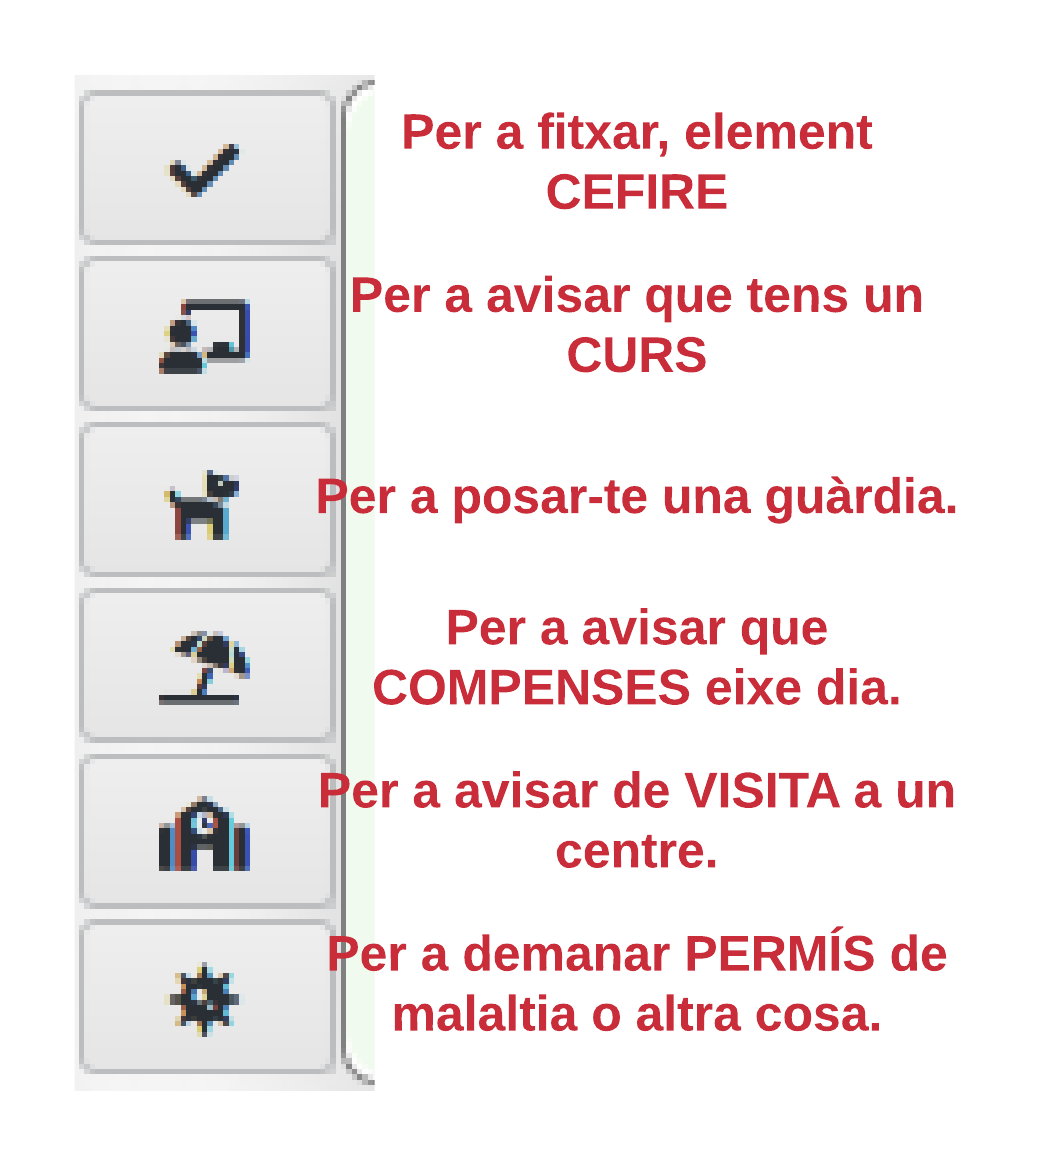 Per a fitxar, element
CEFIRE
Per a avisar que tens un
CURS
Per a posar-te una guàrdia.
Per a avisar que
COMPENSES eixe dia.
Per a avisar de VISITA a un
centre.
Per a demanar PERMÍS de
malaltia o altra cosa.